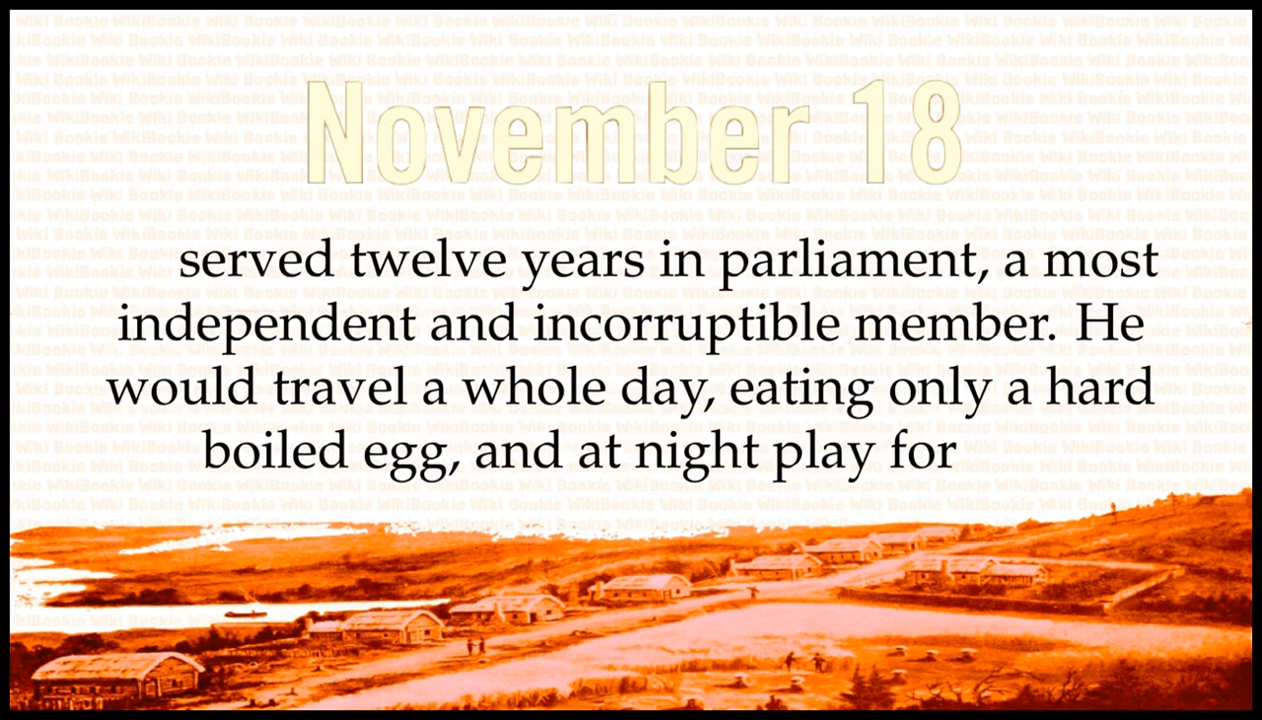 November 18
served twelve years in parliament, a most
independent and incorruptible member. He
would travel a whole day, eating only a hard
boiled egg, and at night play for